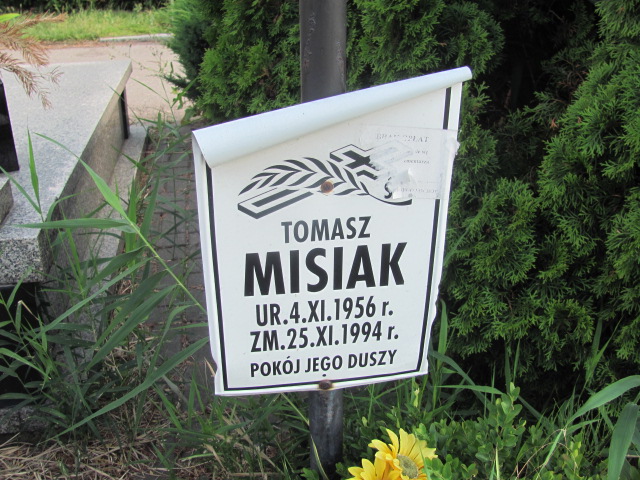 TOMASZ
MISIAK
UR.4.XI.1956 r.
ZM.25.XI.1994 r.
POKÓJ JEGO DUSZY